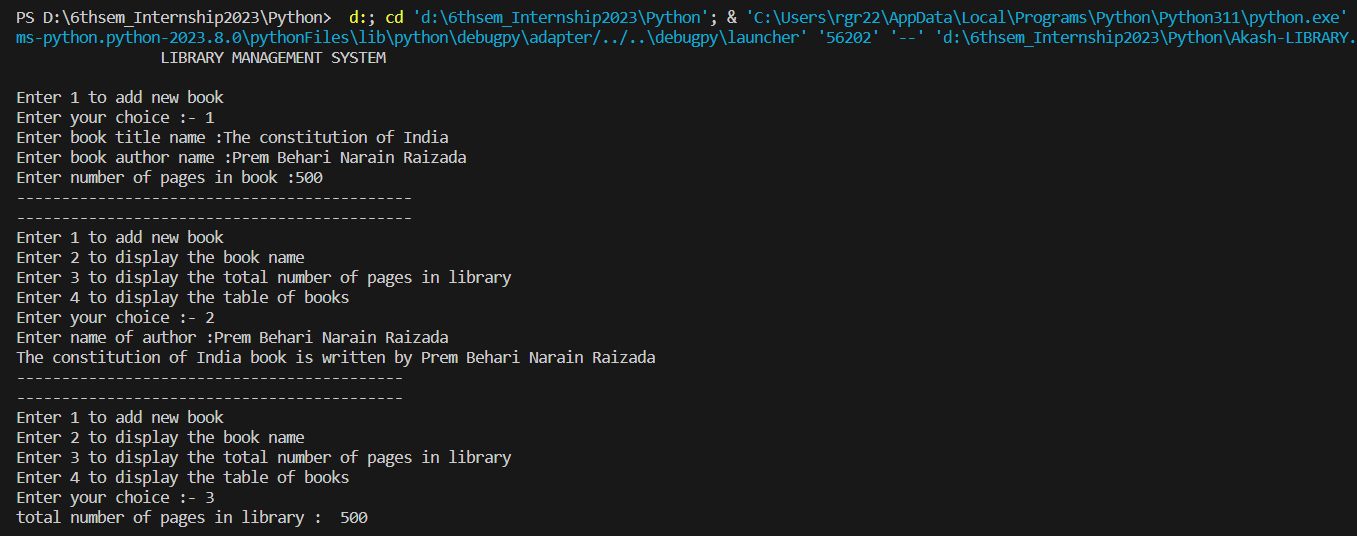 PS D:\6thsem_Internship2023\Python>  d:; cd 'd:\6thsem_Internship2023\Python'; & 'C:\Users\rgr22\AppData\Local\Programs\Python\Python311\python.exe'
ms-python.python-2023.8.0\pythonFiles\lib\python\debugpy\adapter/../..\debugpy\launcher' '56202' '--' 'd:\6thsem_Internship2023\Python\Akash-LIBRARY.
                LIBRARY MANAGEMENT SYSTEM

Enter 1 to add new book
Enter your choice :- 1
Enter book title name :The constitution of India
Enter book author name :Prem Behari Narain Raizada
Enter number of pages in book :500
--------------------------------------------
--------------------------------------------
Enter 1 to add new book
Enter 2 to display the book name
Enter 3 to display the total number of pages in library
Enter 4 to display the table of books
Enter your choice :- 2
Enter name of author :Prem Behari Narain Raizada
The constitution of India book is written by Prem Behari Narain Raizada
-------------------------------------------
-------------------------------------------
Enter 1 to add new book
Enter 2 to display the book name
Enter 3 to display the total number of pages in library
Enter 4 to display the table of books
Enter your choice :- 3
total number of pages in library :  500